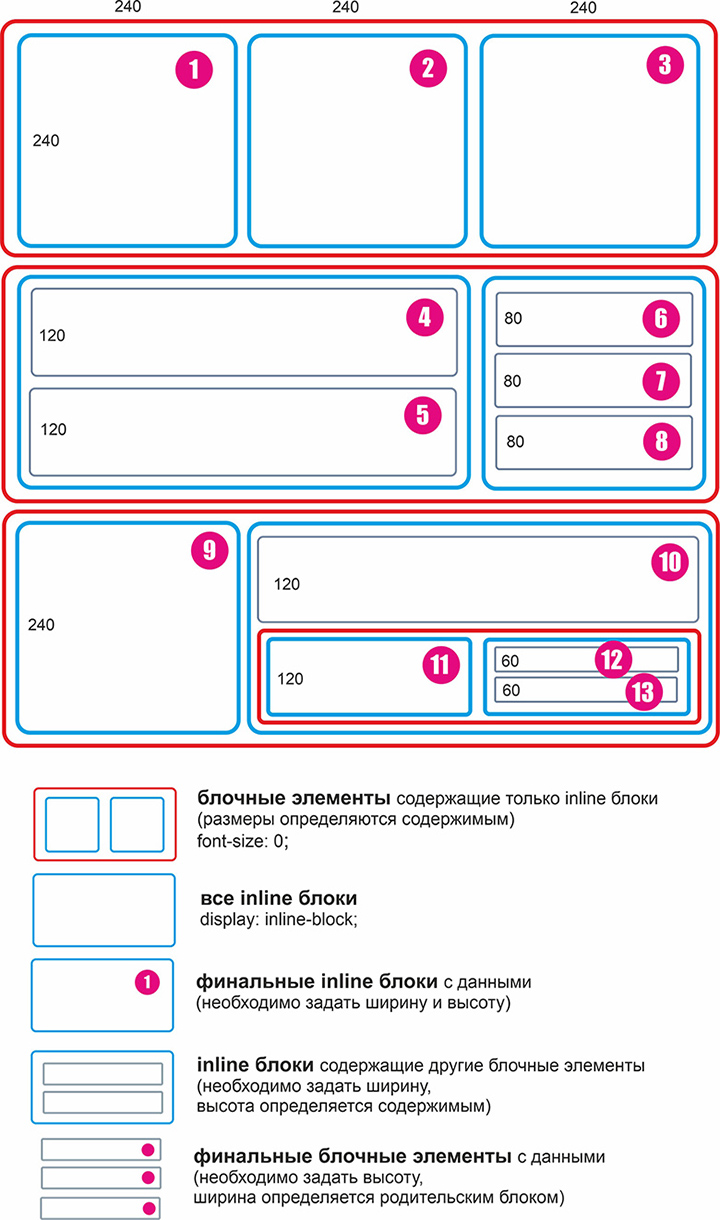 240 240 240
1 2 3
240
4 6
120 80
7
80
5
120 8
80
9 10
120
240
11 12
120 60
13
60
блочные элементы содержащие только inline блоки
(размеры определяются содержимым)
font-size: 0;
все inline блоки
display: inline-block;
1
финальные inline блоки с данными
(необходимо задать ширину и высоту)
inline блоки содержащие другие блочные элементы
(необходимо задать ширину,
высота определяется содержимым)
финальные блочные элементы с данными
(необходимо задать высоту,
ширина определяется родительским блоком)